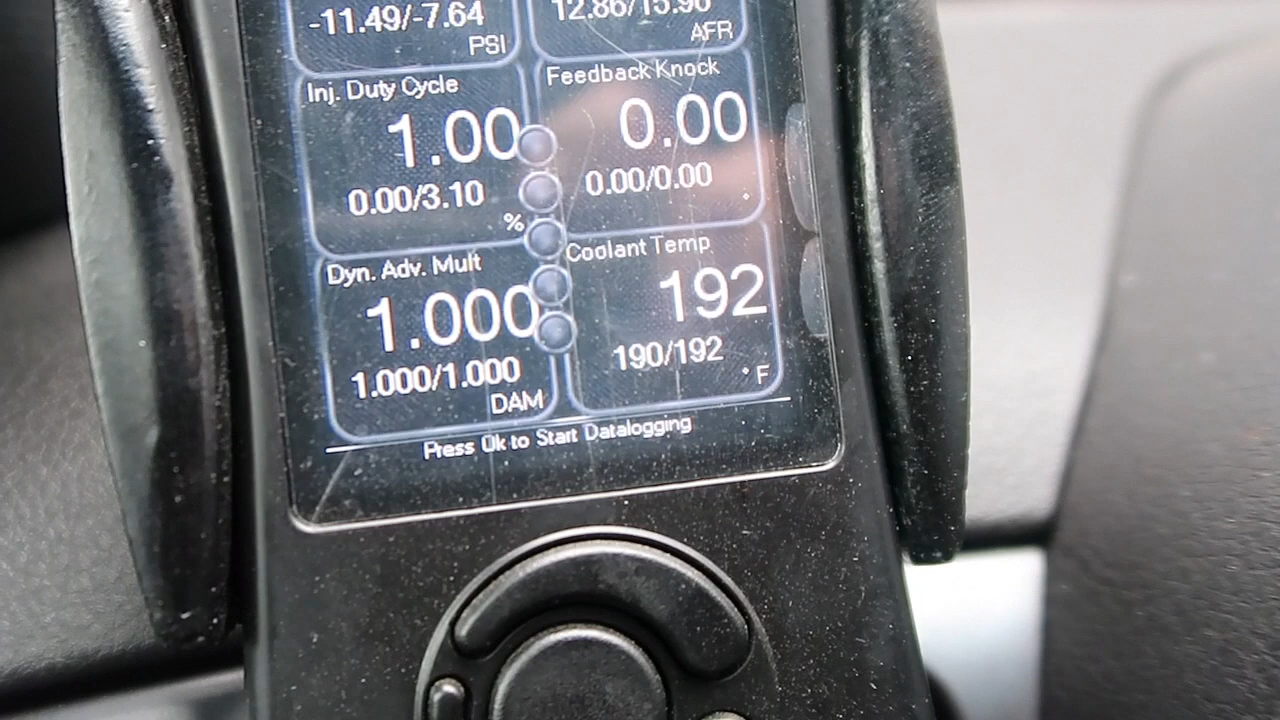 -11.49/-7.64
PSI
12.86/15.96
AFR
Inj. Duty Cycle
1.00
0.00/3.10
%
Feedback Knock
0.00
0.00/0.00
°
Dyn. Adv. Mult
1.000
1.000/1.000
DAM
Coolant Temp
192
190/192
°F
Press Ok to Start Datalogging